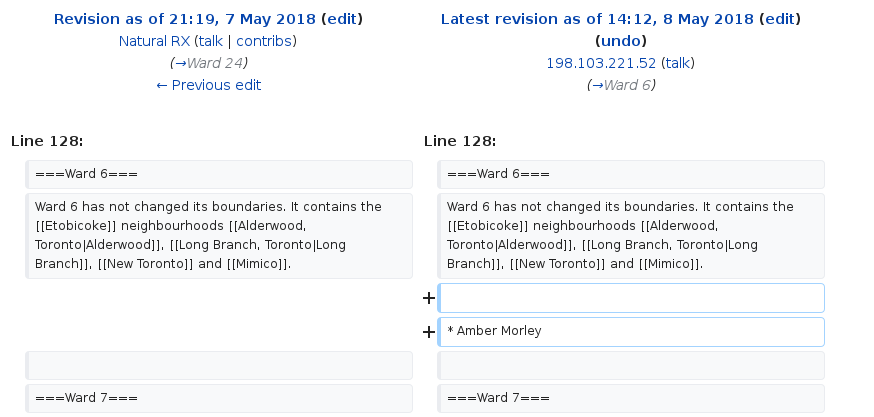 Revision as of 21:19, 7 May 2018 (edit)
Natural RX (talk | contribs)
(→Ward 24)
← Previous edit
Latest revision as of 14:12, 8 May 2018 (edit)
(undo)
198.103.221.52 (talk)
(→Ward 6)
Line 128:
Line 128:
===Ward 6===
===Ward 6===
Ward 6 has not changed its boundaries. It contains the
[[Etobicoke]] neighbourhoods [[Alderwood,
Toronto|Alderwood]], [[Long Branch, Toronto|Long
Branch]], [[New Toronto]] and [[Mimico]].
Ward 6 has not changed its boundaries. It contains the
[[Etobicoke]] neighbourhoods [[Alderwood,
Toronto|Alderwood]], [[Long Branch, Toronto|Long
Branch]], [[New Toronto]] and [[Mimico]].
+
+ * Amber Morley
===Ward 7===
===Ward 7===